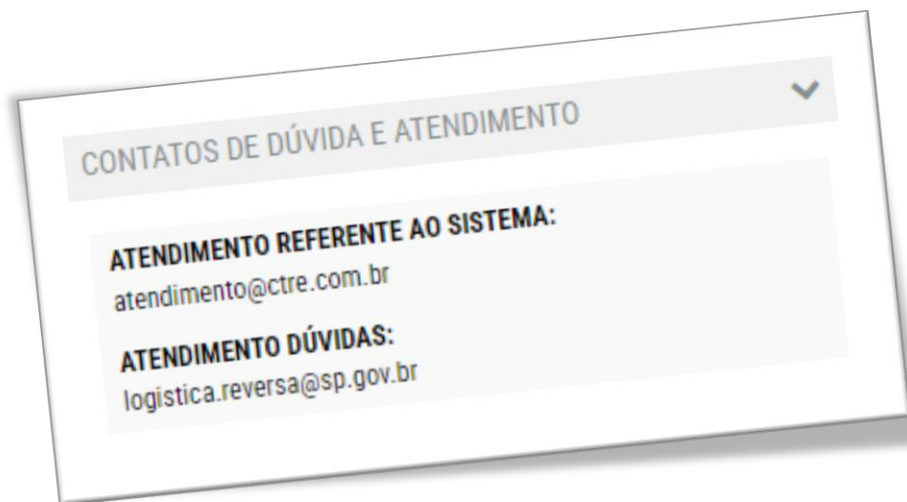 CONTATOS DE DÚVIDA E ATENDIMENTO
ATENDIMENTO REFERENTE AO SISTEMA:
atendimento@ctre.com.br
ATENDIMENTO DÚVIDAS:
logistica.reversa@sp.gov.br